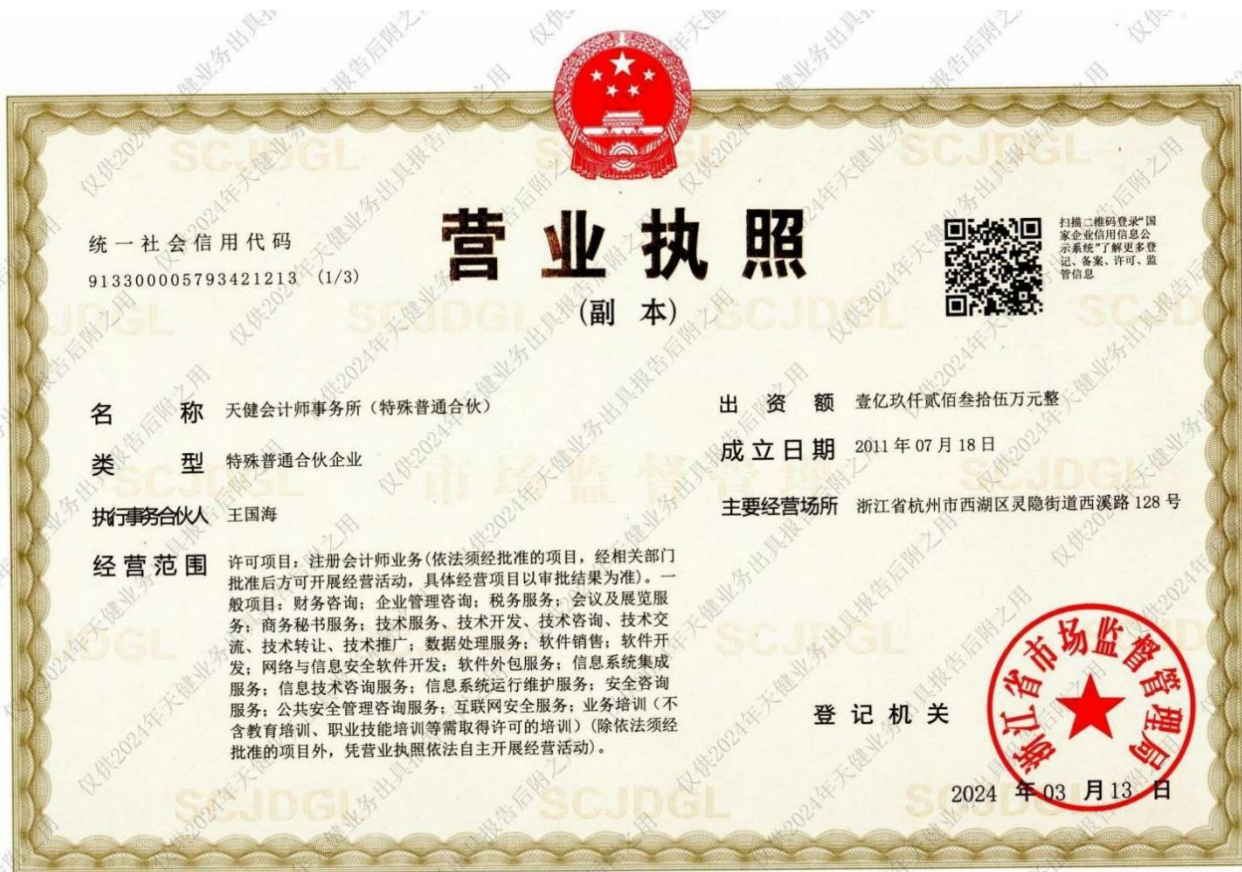 营业执照
(副 本)
统一社会信用代码
913300005793421213 (1/3)
扫描二维码登录“国
家企业信用信息公
示系统”了解更多登
记、备案、许可、监
管信息
名 称 天健会计师事务所（特殊普通合伙）
类 型 特殊普通合伙企业
执行事务合伙人 王国海
经营范围 许可项目：注册会计师业务(依法须经批准的项目，经相关部门
批准后方可开展经营活动，具体经营项目以审批结果为准)。一
般项目：财务咨询；企业管理咨询；税务服务；会议及展览服
务；商务秘书服务；技术服务、技术开发、技术咨询、技术交
流、技术转让、技术推广；数据处理服务；软件销售；软件开
发；网络与信息安全软件开发；软件外包服务；信息系统集成
服务；信息技术咨询服务；信息系统运行维护服务；安全咨询
服务；公共安全管理咨询服务；互联网安全服务；业务培训（不
含教育培训、职业技能培训等需取得许可的培训）(除依法须经
批准的项目外，凭营业执照依法自主开展经营活动)。
出 资 额 壹亿玖仟贰佰叁拾伍万元整
成立日期 2011年07月18日
主要经营场所 浙江省杭州市西湖区灵隐街道西溪路128号
登记机关
浙江省市场监督管理局
2024 年 03 月 13 日
SCJDGL
市场监督管理
仅供2024年天健业务出具报告后附之用